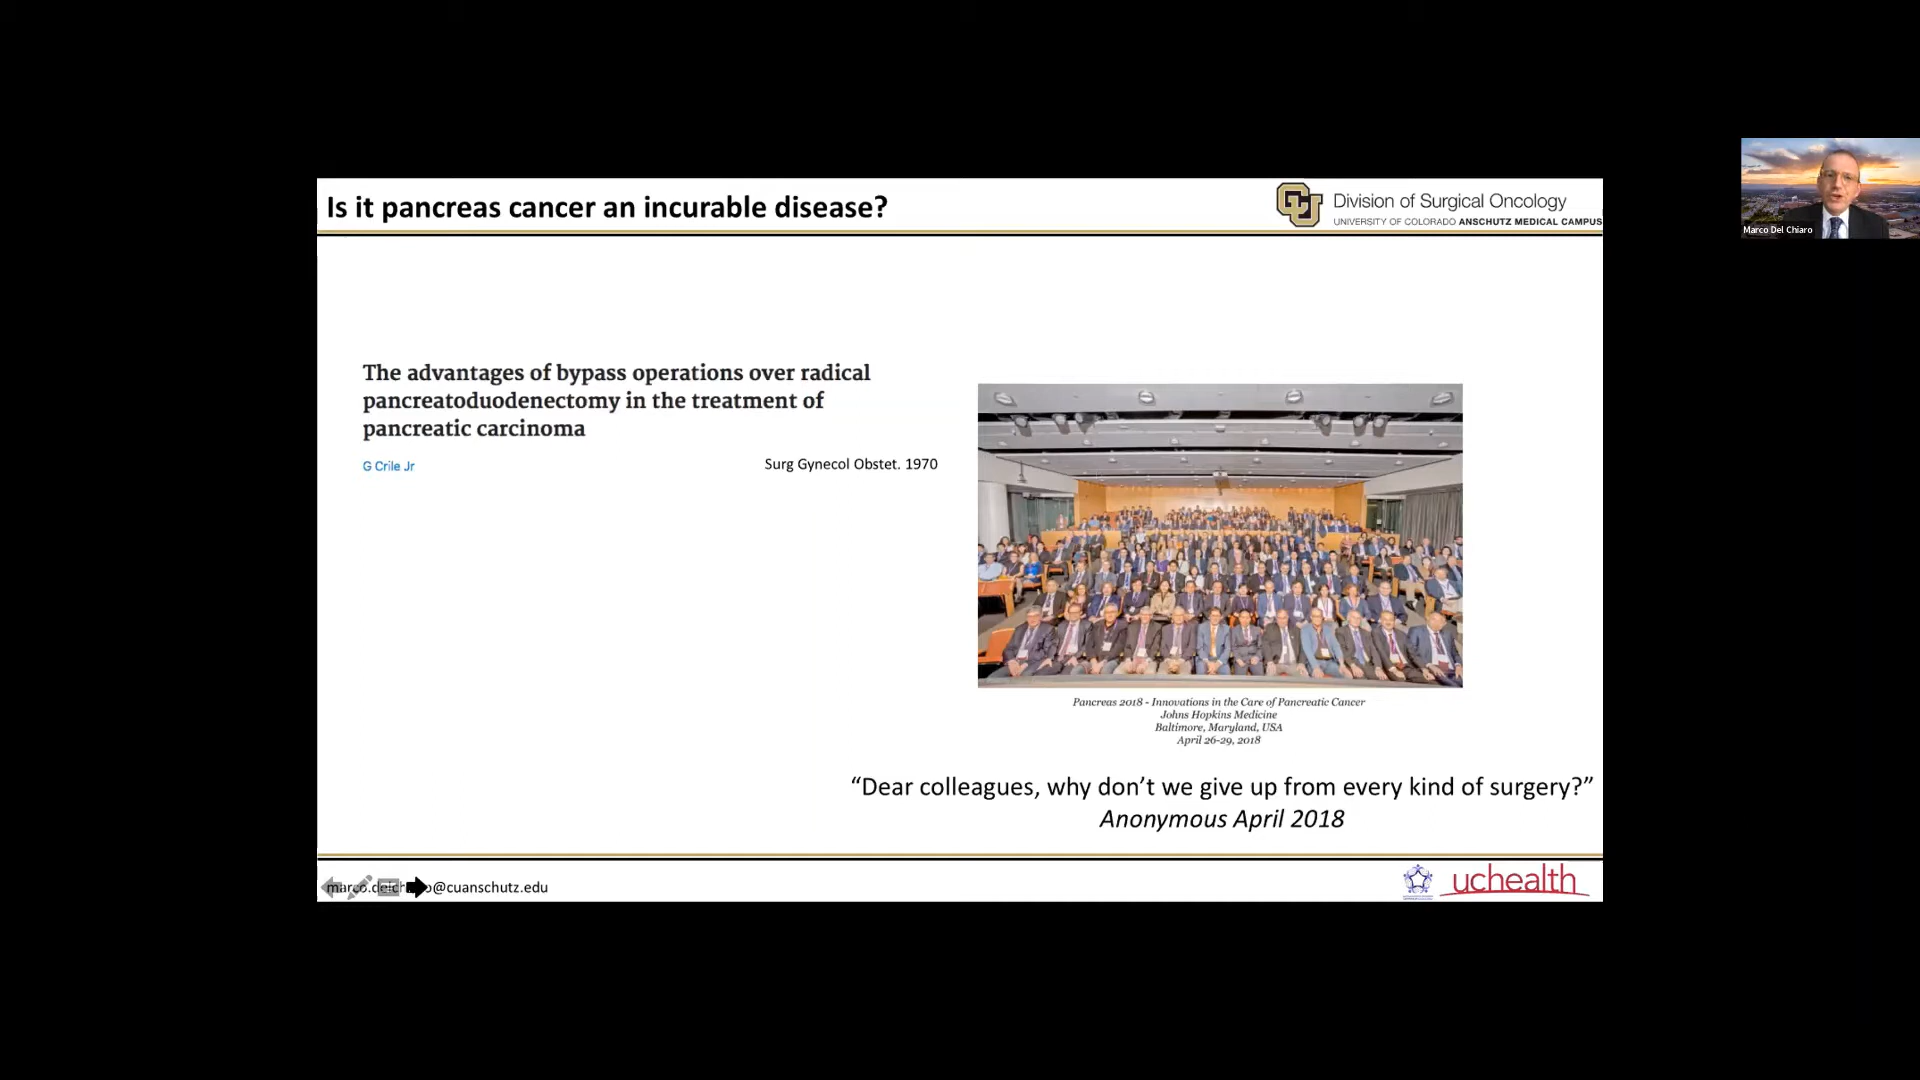 Is it pancreas cancer an incurable disease?
Division of Surgical Oncology
UNIVERSITY OF COLORADO ANSCHUTZ MEDICAL CAMPUS
Marco Del Chiaro
The advantages of bypass operations over radical
pancreatoduodenectomy in the treatment of
pancreatic carcinoma
G Crile Jr
Surg Gynecol Obstet. 1970
Pancreas 2018 - Innovations in the Care of Pancreatic Cancer
Johns Hopkins Medicine
Baltimore, Maryland, USA
April 26-29, 2018
“Dear colleagues, why don’t we give up from every kind of surgery?”
Anonymous April 2018
@cuanschutz.edu
uchealth